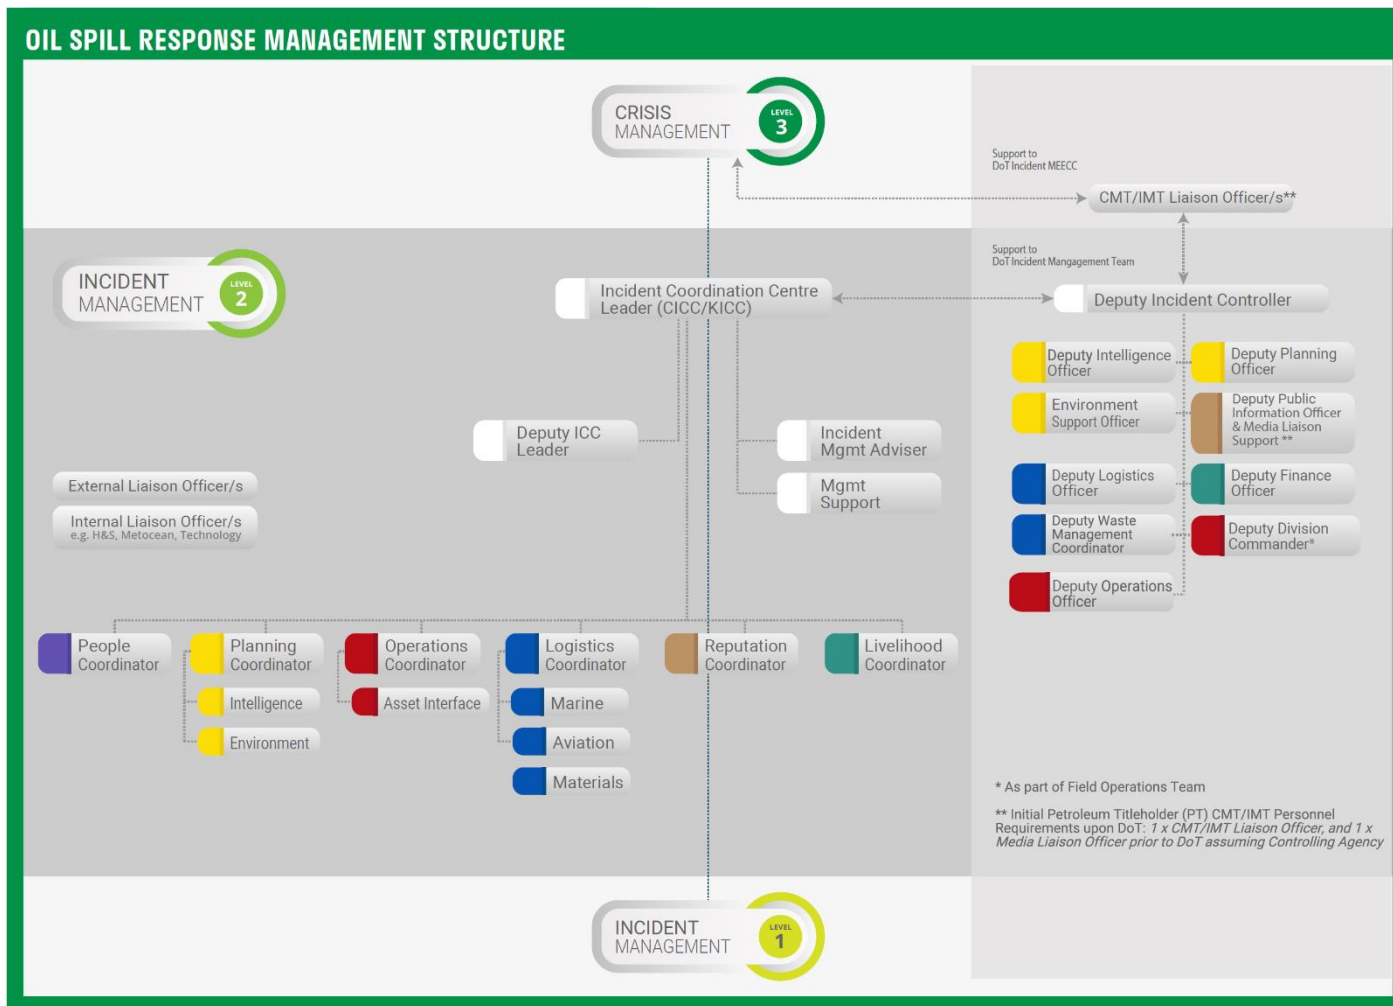 OIL SPILL RESPONSE MANAGEMENT STRUCTURE
CRISIS
MANAGEMENT
LEVEL
3
Support to
DoT Incident MEECC
CMT/IMT Liaison Officer/s**
INCIDENT
MANAGEMENT
LEVEL
2
Support to
DoT Incident Mangagement Team
Incident Coordination Centre
Leader (CICC/KICC)
Deputy Incident Controller
Deputy Intelligence
Officer
Deputy Planning
Officer
Environment
Support Officer
Deputy Public
Information Officer
& Media Liaison
Support **
Deputy ICC
Leader
Incident
Mgmt Adviser
Mgmt
Support
External Liaison Officer/s
Internal Liaison Officer/s
e.g. H&S, Metocean, Technology
Deputy Logistics
Officer
Deputy Finance
Officer
Deputy Waste
Management
Coordinator
Deputy Division
Commander*
Deputy Operations
Officer
People
Coordinator
Planning
Coordinator
Operations
Coordinator
Logistics
Coordinator
Reputation
Coordinator
Livelihood
Coordinator
Intelligence
Asset Interface
Marine
Environment
Aviation
Materials
* As part of Field Operations Team
** Initial Petroleum Titleholder (PT) CMT/IMT Personnel
Requirements upon DoT: 1 x CMT/IMT Liaison Officer, and 1 x
Media Liaison Officer prior to DoT assuming Controlling Agency
INCIDENT
MANAGEMENT
LEVEL
1